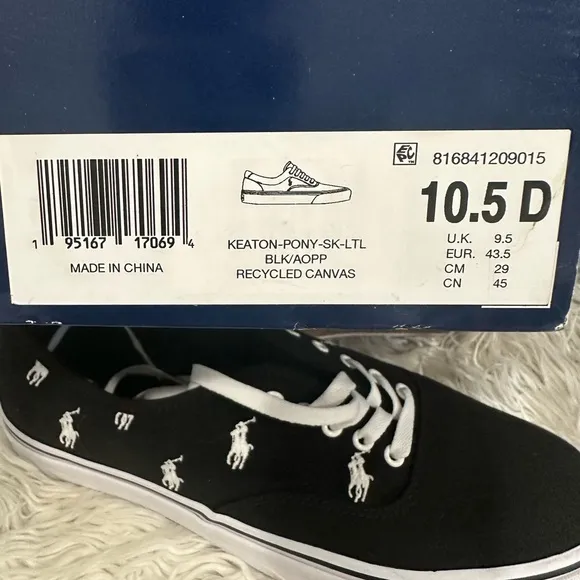 816841209015
10.5 D
U.K. 9.5
EUR. 43.5
CM 29
CN 45
KEATON-PONY-SK-LTL
BLK/AOPP
RECYCLED CANVAS
1 95167 17069 4
MADE IN CHINA